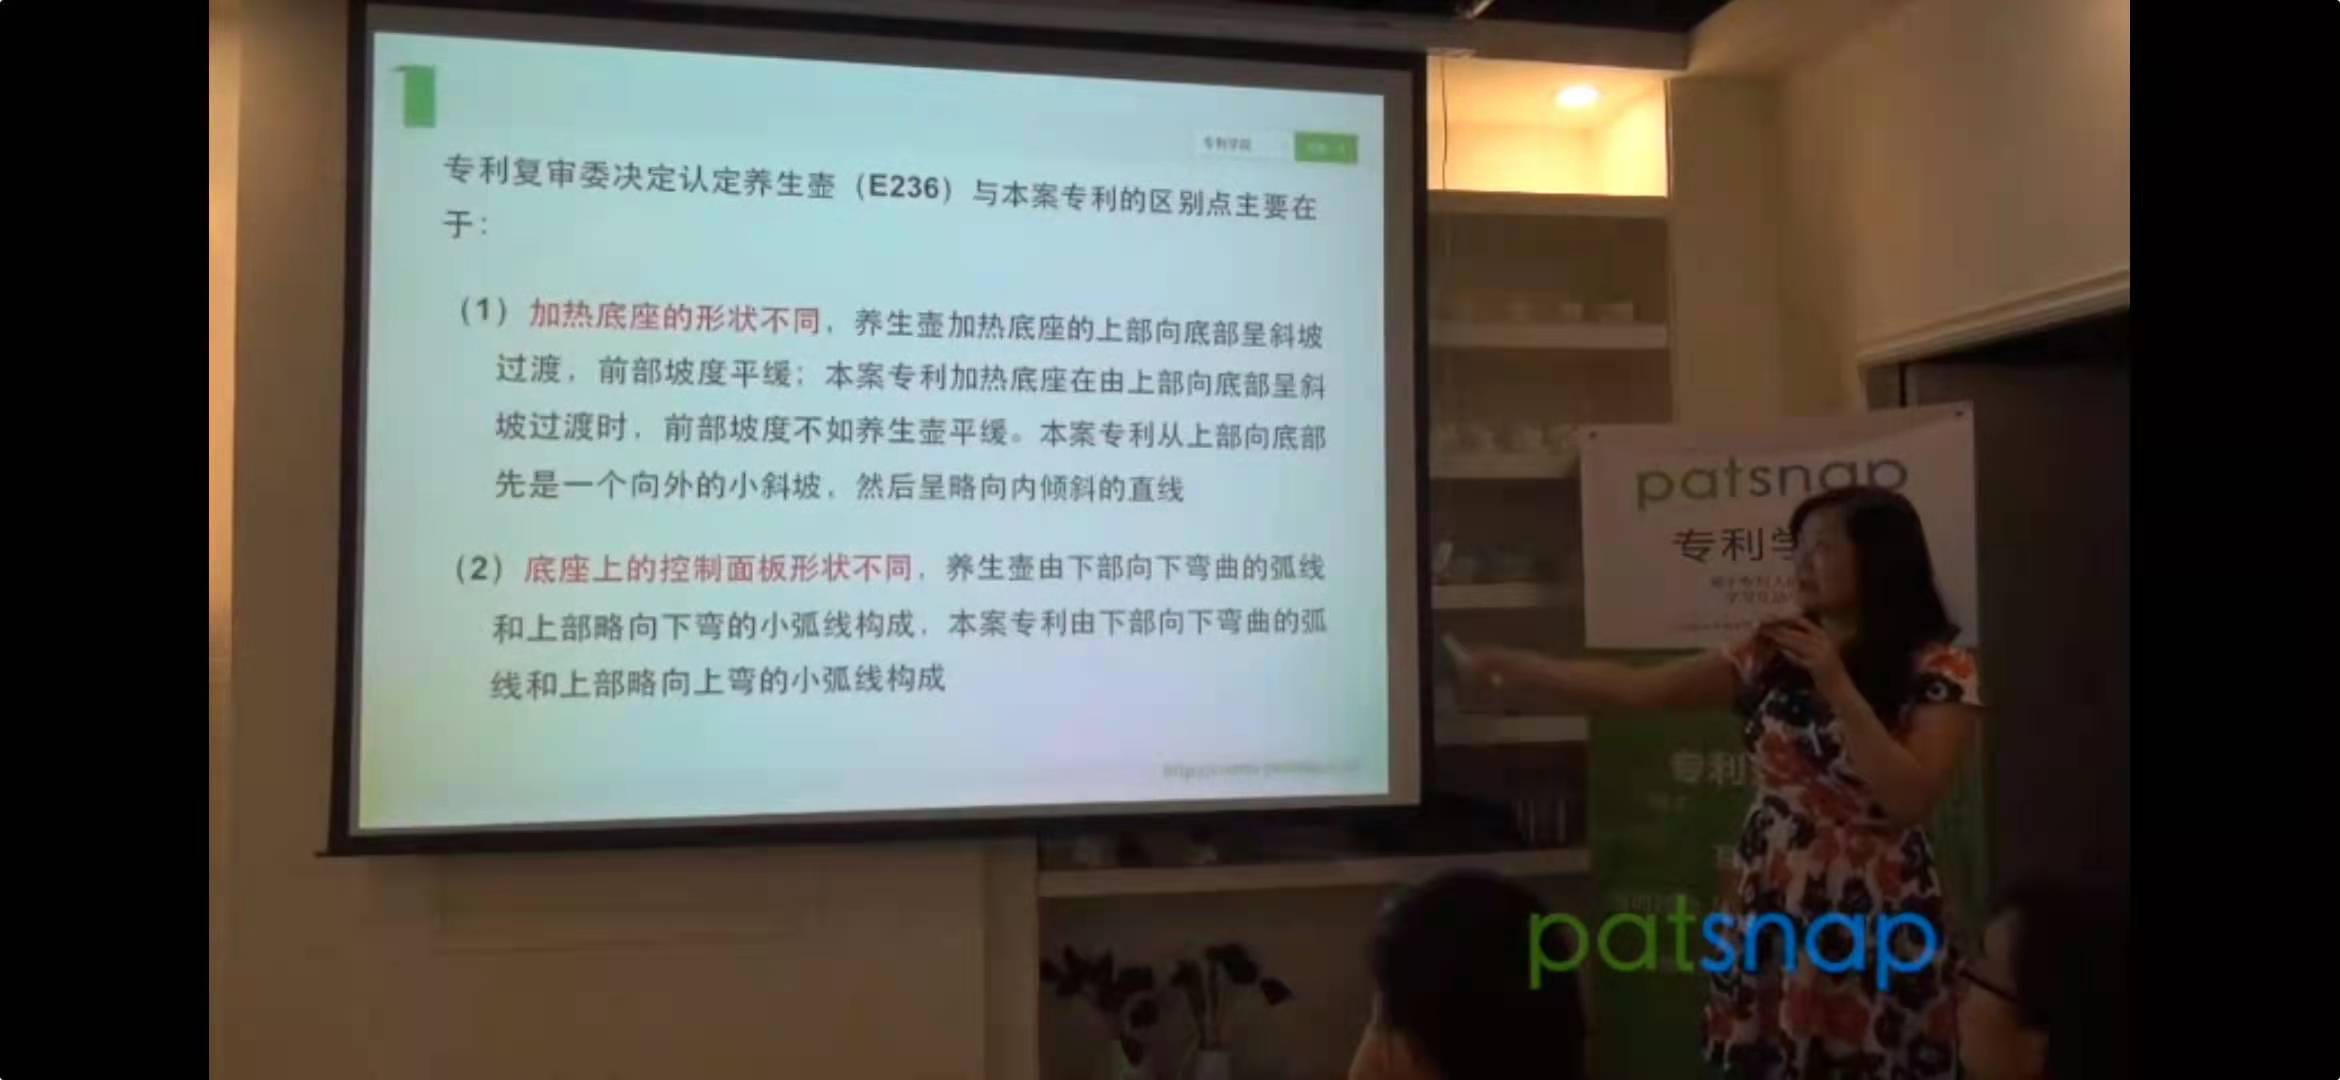 专利学院
专利复审委决定认定养生壶（E236）与本案专利的区别点主要在
于：
（1）加热底座的形状不同，养生壶加热底座的上部向底部呈斜坡
过渡，前部坡度平缓；本案专利加热底座在由上部向底部呈斜
坡过渡时，前部坡度不如养生壶平缓。本案专利从上部向底部
先是一个向外的小斜坡，然后呈略向内倾斜的直线
（2）底座上的控制面板形状不同，养生壶由下部向下弯曲的弧线
和上部略向下弯的小弧线构成，本案专利由下部向下弯曲的弧
线和上部略向上弯的小弧线构成
patsnap
专利学
专利
patsnap